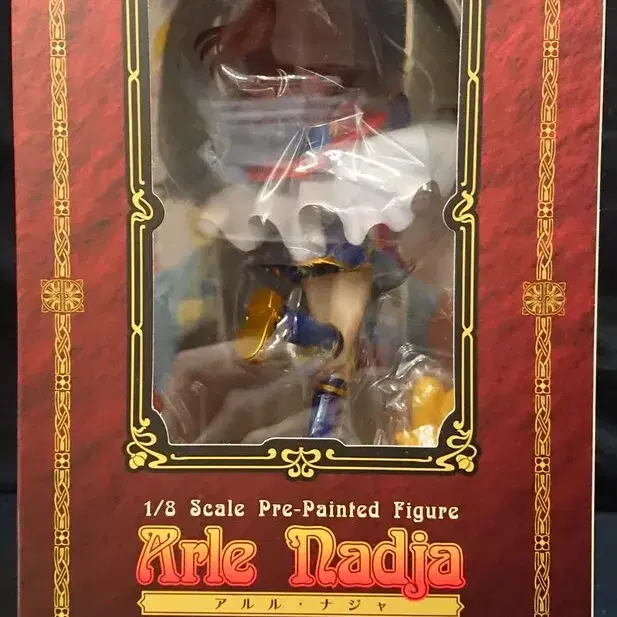 1/8 Scale Pre-Painted Figure
Arle Nadja
アルル・ナジャ